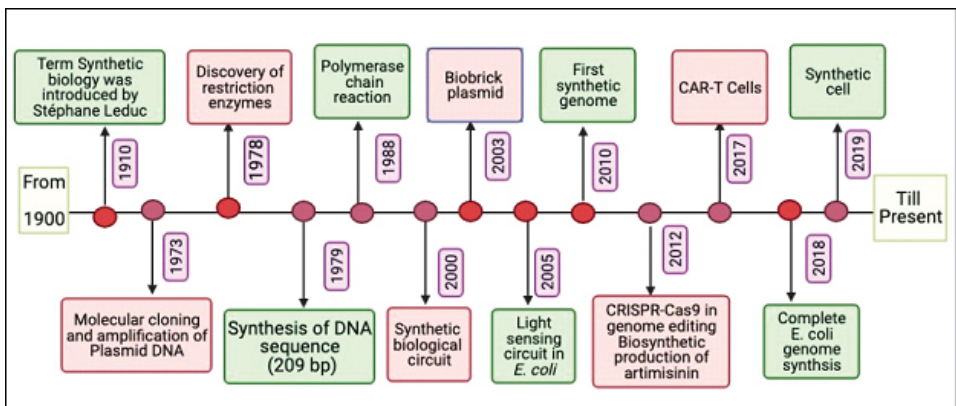 Term Synthetic
biology was
introduced by
Stéphane Leduc
Discovery of
restriction
enzymes
Polymerase
chain
reaction
Biobrick
plasmid
First
synthetic
genome
CAR-T Cells
Synthetic
cell
1910
1978
1988
2003
2010
2017
2019
From
1900
Till
Present
1973
1979
2000
2005
2012
2018
Molecular cloning
and amplification of
Plasmid DNA
Synthesis of DNA
sequence
(209 bp)
Synthetic
biological
circuit
Light
sensing
circuit in
E. coli
CRISPR-Cas9 in
genome editing
Biosynthetic
production of
artimisinin
Complete
E. coli
genome
synthsis